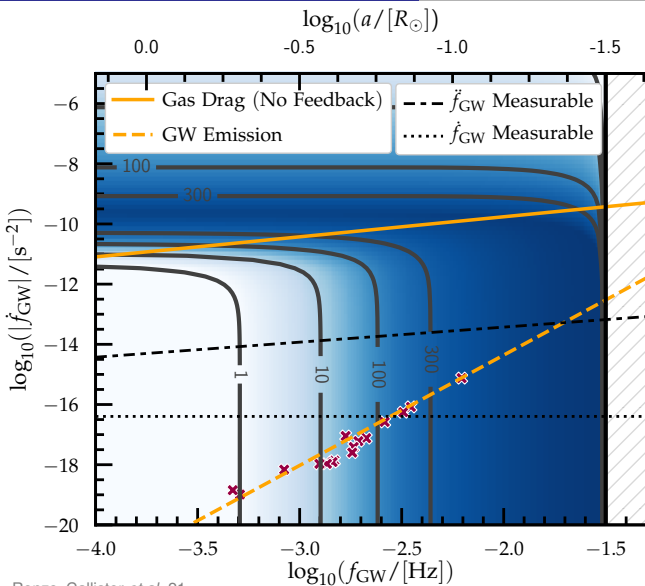 log₁₀(a/[R⊙])
0.0 -0.5 -1.0 -1.5
Gas Drag (No Feedback)
GW Emission
f̈GW Measurable
ḟGW Measurable
100
300
1
10
100
300
log₁₀(|ḟGW|/[s⁻²])
−6
−8
−10
−12
−14
−16
−18
−20
−4.0 −3.5 −3.0 −2.5 −2.0 −1.5
log₁₀(fGW/[Hz])